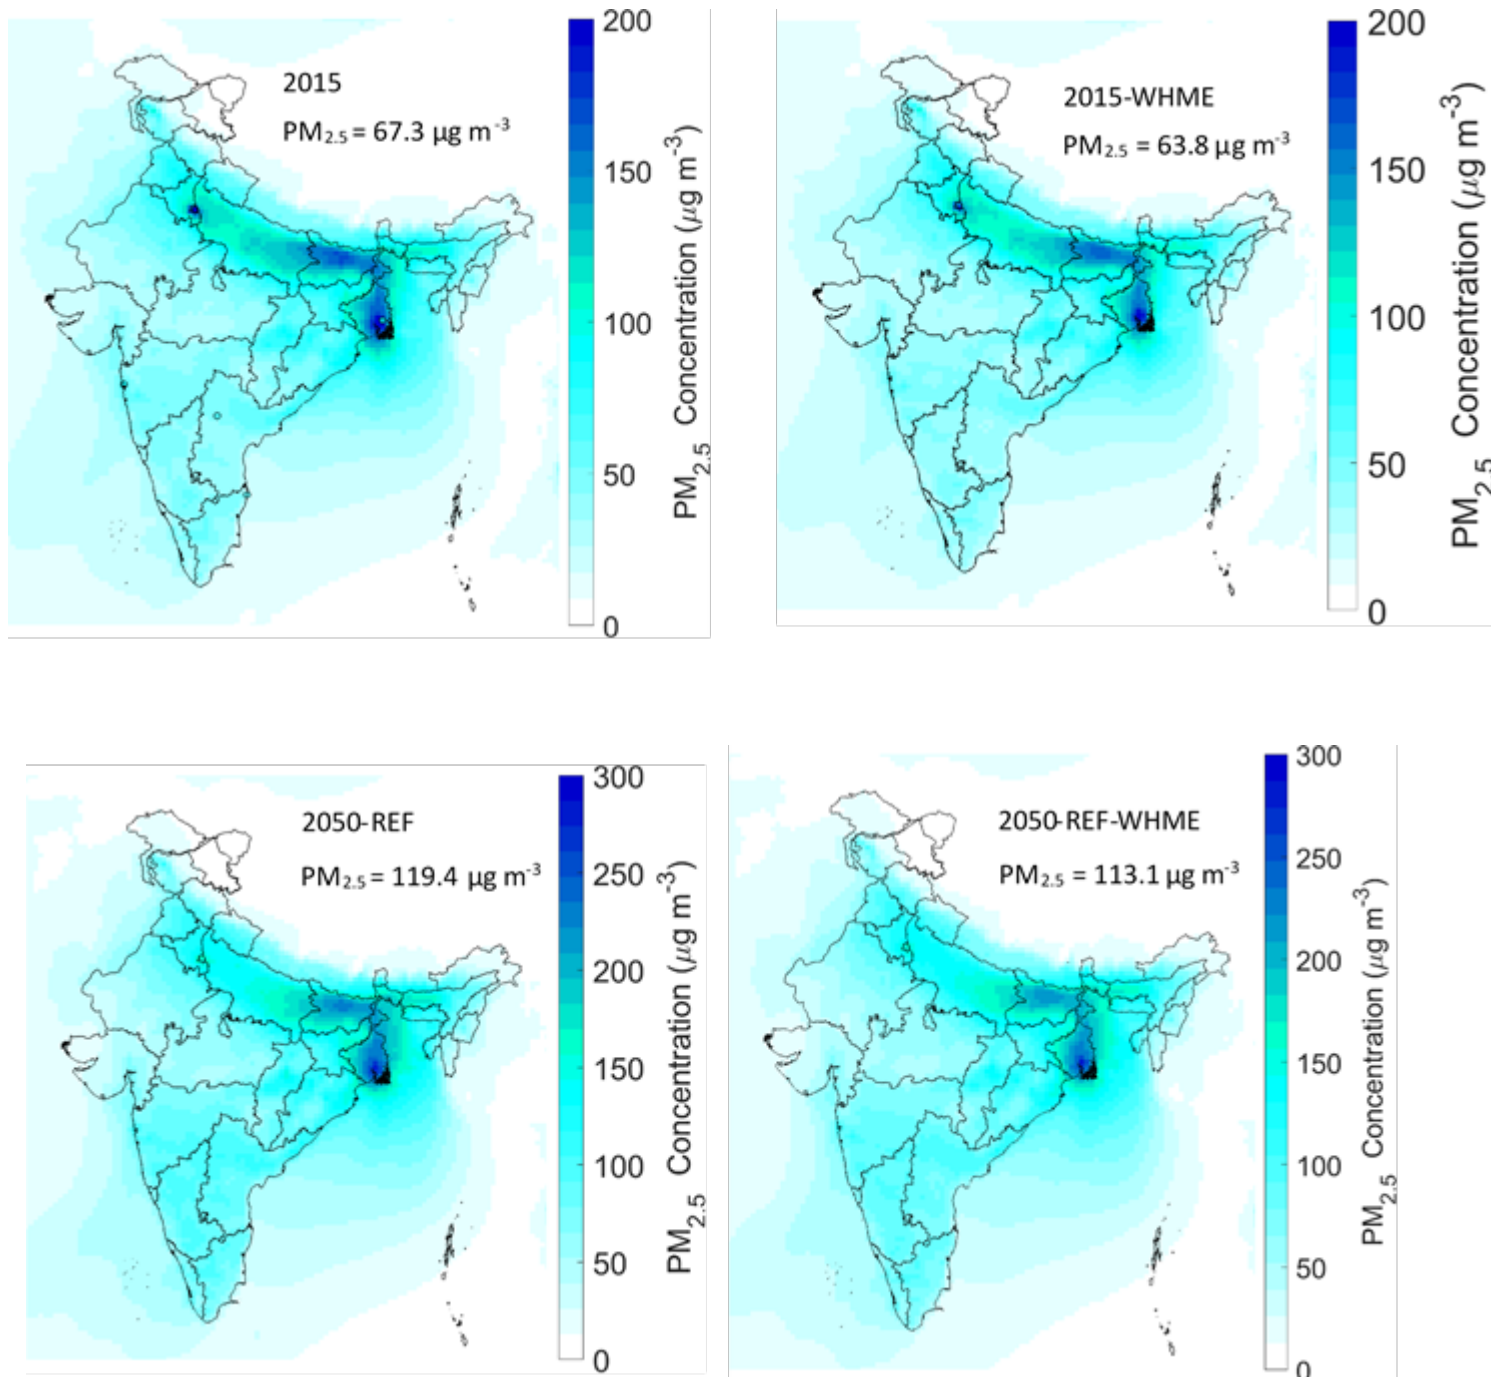 2015
PM2.5 = 67.3 µg m-3
200
150
100
50
0
PM2.5 Concentration (µg m-3)
2015-WHME
PM2.5 = 63.8 µg m-3
200
150
100
50
0
PM2.5 Concentration (µg m-3)
2050-REF
PM2.5 = 119.4 µg m-3
300
250
200
150
100
50
0
PM2.5 Concentration (µg m-3)
2050-REF-WHME
PM2.5 = 113.1 µg m-3
300
250
200
150
100
50
0
PM2.5 Concentration (µg m-3)